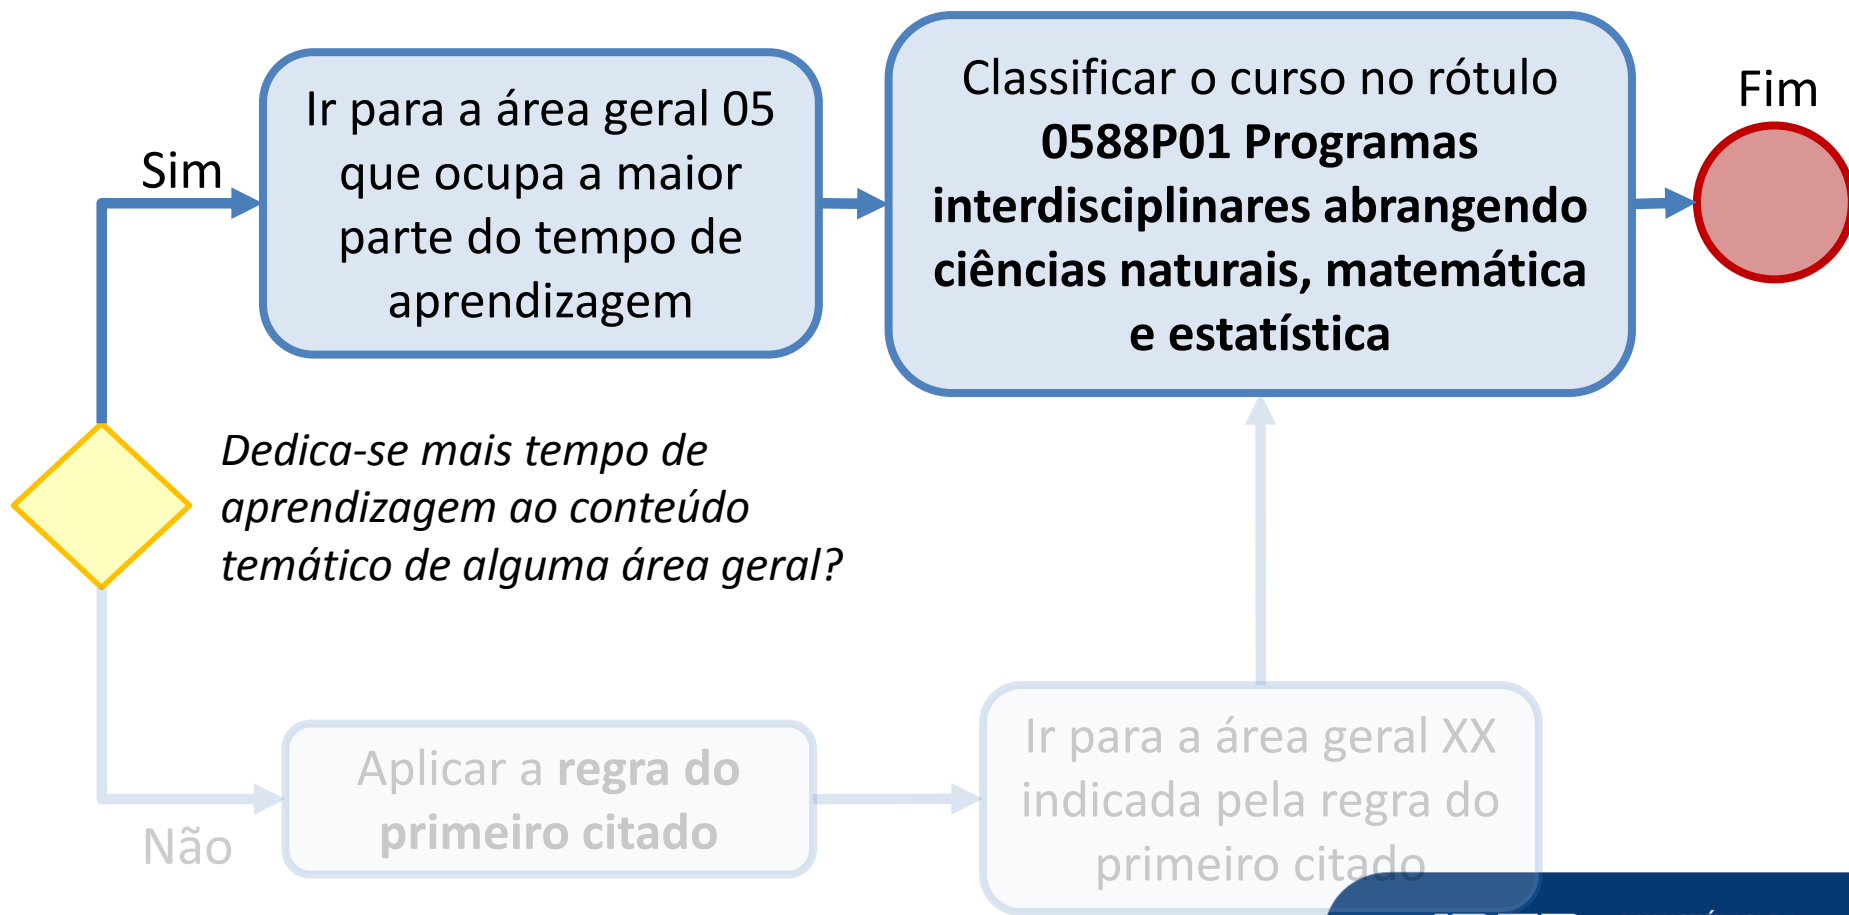 Sim
Ir para a área geral 05
que ocupa a maior
parte do tempo de
aprendizagem
Classificar o curso no rótulo
0588P01 Programas
interdisciplinares abrangendo
ciências naturais, matemática
e estatística
Fim
Dedica-se mais tempo de
aprendizagem ao conteúdo
temático de alguma área geral?
Não
Aplicar a regra do
primeiro citado
Ir para a área geral XX
indicada pela regra do
primeiro citado